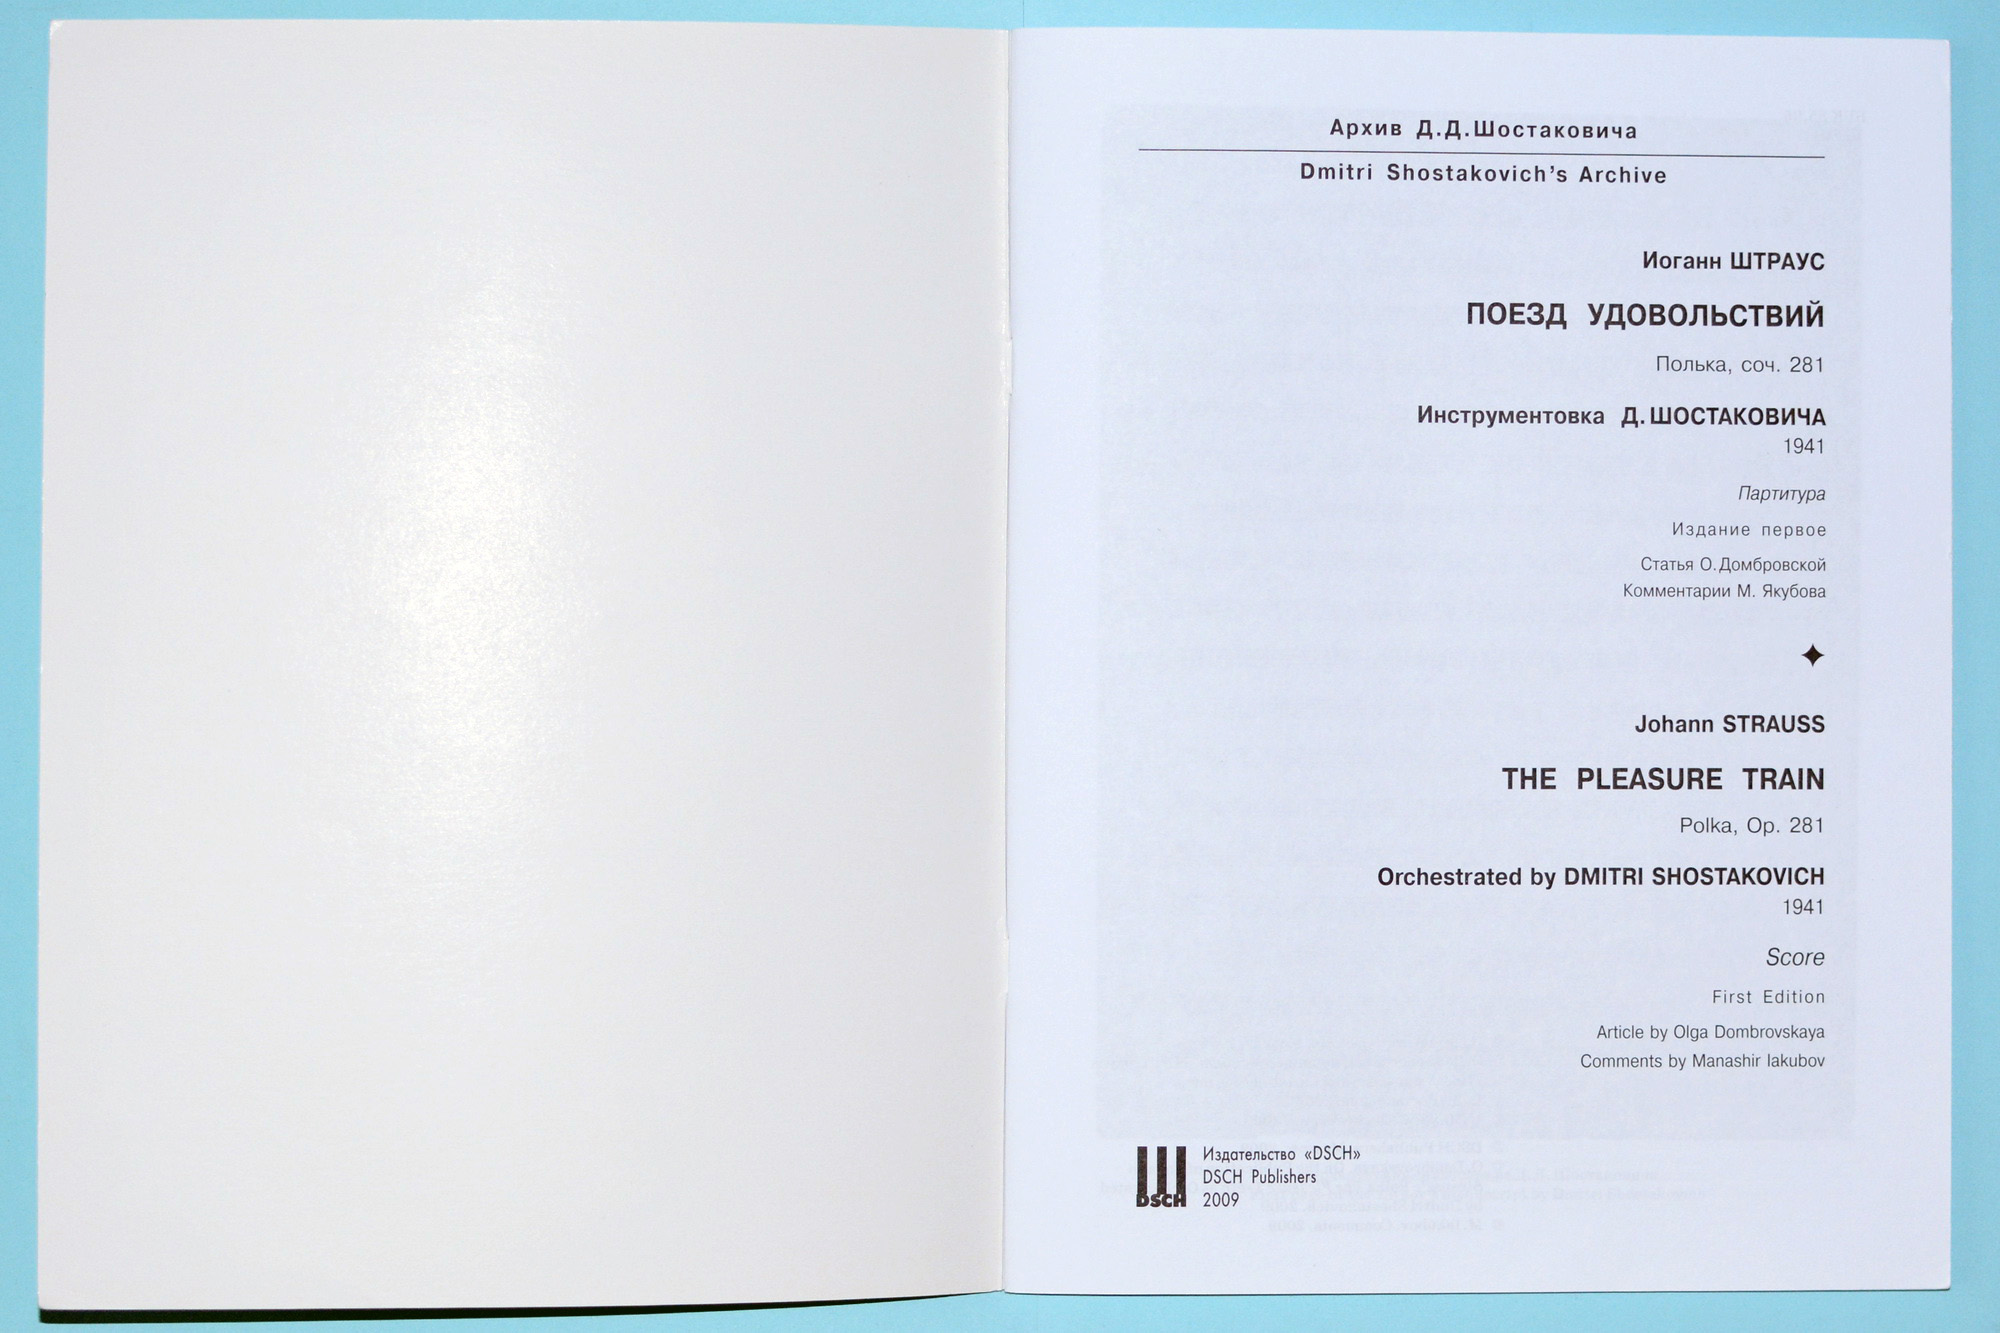 Архив Д.Д.Шостаковича
Dmitri Shostakovich's Archive
Иоганн ШТРАУС
ПОЕЗД УДОВОЛЬСТВИЙ
Полька, соч. 281
Инструментовка Д.ШОСТАКОВИЧА
1941
Партитура
Издание первое
Статья О.Домбровской
Комментарии М. Якубова
Johann STRAUSS
THE PLEASURE TRAIN
Polka, Op. 281
Orchestrated by DMITRI SHOSTAKOVICH
1941
Score
First Edition
Article by Olga Dombrovskaya
Comments by Manashir Iakubov
DSCH
Издательство «DSCH»
DSCH Publishers
2009